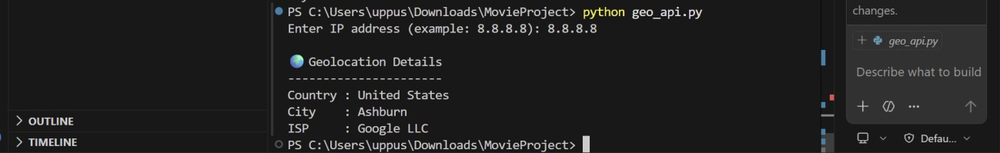 PS C:\Users\uppus\Downloads\MovieProject> python geo_api.py
Enter IP address (example: 8.8.8.8): 8.8.8.8
🌍 Geolocation Details
----------------------
Country : United States
City    : Ashburn
ISP     : Google LLC
PS C:\Users\uppus\Downloads\MovieProject>
OUTLINE
TIMELINE
changes.
geo_api.py
Describe what to build
Defau...